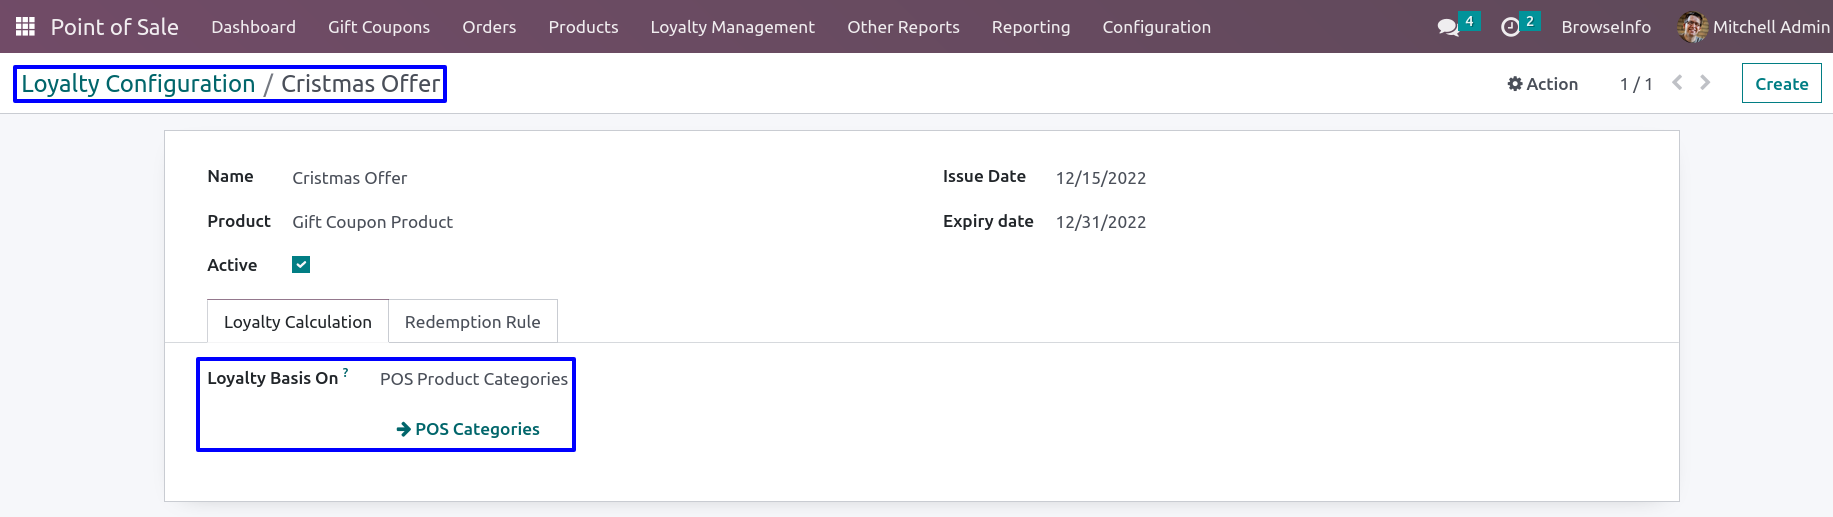 Point of Sale Dashboard Gift Coupons Orders Products Loyalty Management Other Reports Reporting Configuration 4 2 BrowseInfo Mitchell Admin
Loyalty Configuration / Cristmas Offer Action 1 / 1 Create
Name Cristmas Offer Issue Date 12/15/2022
Product Gift Coupon Product Expiry date 12/31/2022
Active
Loyalty Calculation Redemption Rule
Loyalty Basis On ? POS Product Categories
POS Categories